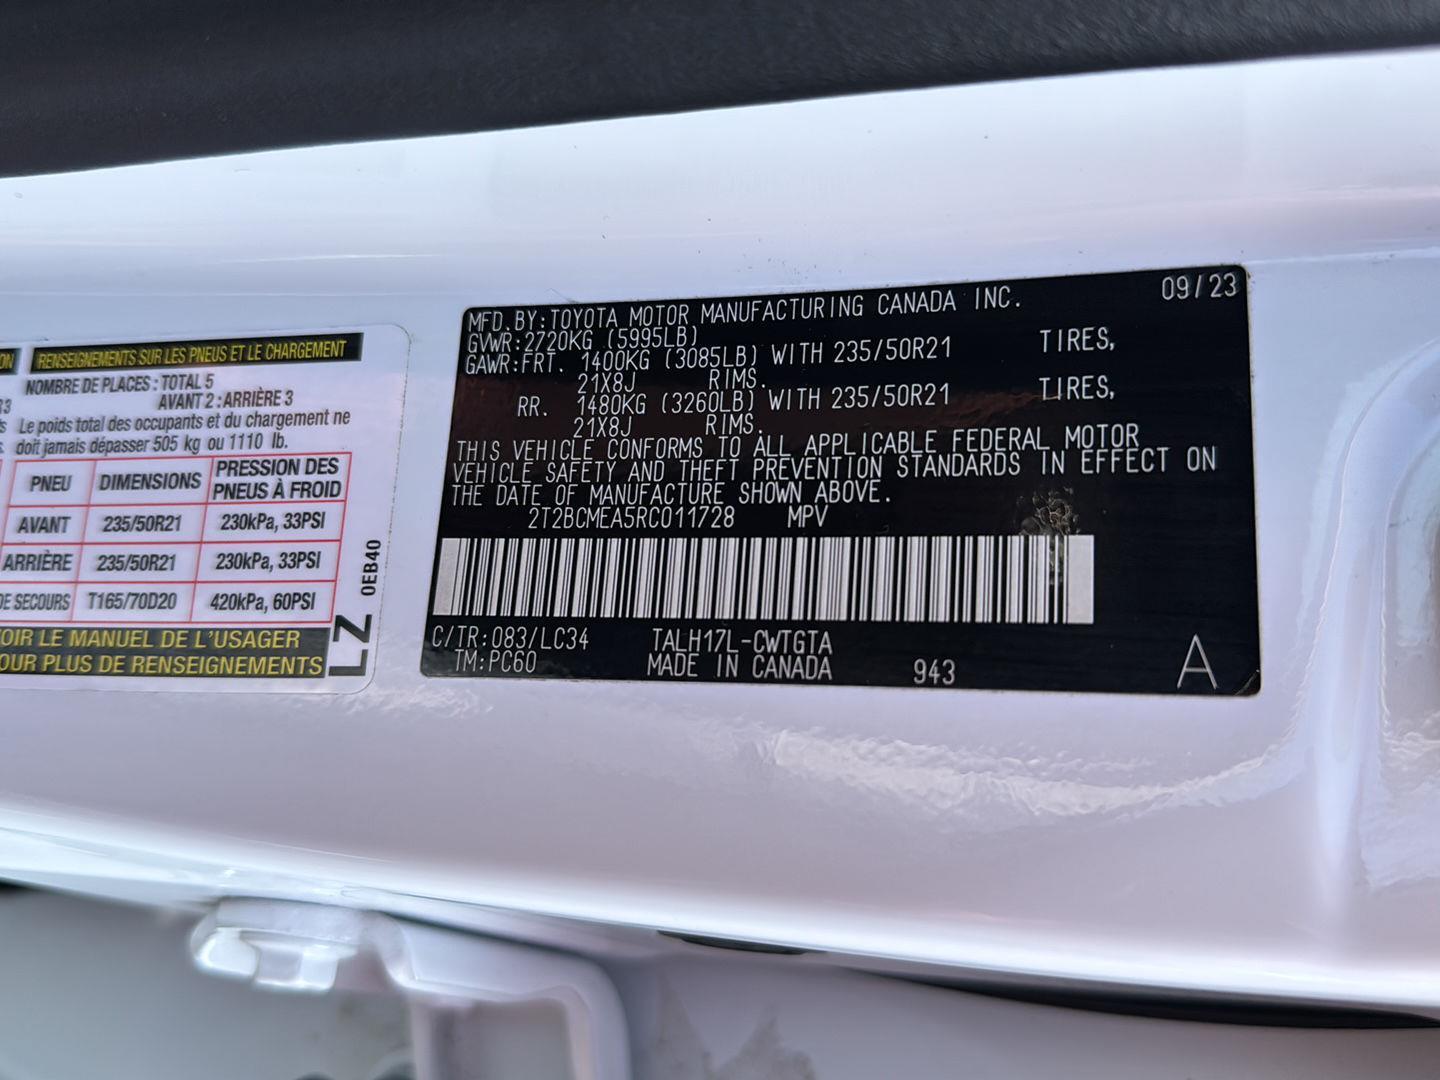 ON
RENSEIGNEMENTS SUR LES PNEUS ET LE CHARGEMENT
NOMBRE DE PLACES : TOTAL 5
AVANT 2 : ARRIÈRE 3
Le poids total des occupants et du chargement ne
doit jamais dépasser 505 kg ou 1110 lb.
PNEU DIMENSIONS PRESSION DES PNEUS À FROID
AVANT 235/50R21 230kPa, 33PSI
ARRIÈRE 235/50R21 230kPa, 33PSI
DE SECOURS T165/70D20 420kPa, 60PSI
OIR LE MANUEL DE L'USAGER
OUR PLUS DE RENSEIGNEMENTS
LZ 0EB40
MFD.BY:TOYOTA MOTOR MANUFACTURING CANADA INC. 09/23
GVWR:2720KG (5995LB)
GAWR:FRT. 1400KG (3085LB) WITH 235/50R21 TIRES,
21X8J RIMS.
RR. 1480KG (3260LB) WITH 235/50R21 TIRES,
21X8J RIMS.
THIS VEHICLE CONFORMS TO ALL APPLICABLE FEDERAL MOTOR
VEHICLE SAFETY AND THEFT PREVENTION STANDARDS IN EFFECT ON
THE DATE OF MANUFACTURE SHOWN ABOVE.
2T2BCMEA5RC011728 MPV
C/TR:083/LC34 TALH17L-CWTGTA
TM:PC60 MADE IN CANADA 943 A